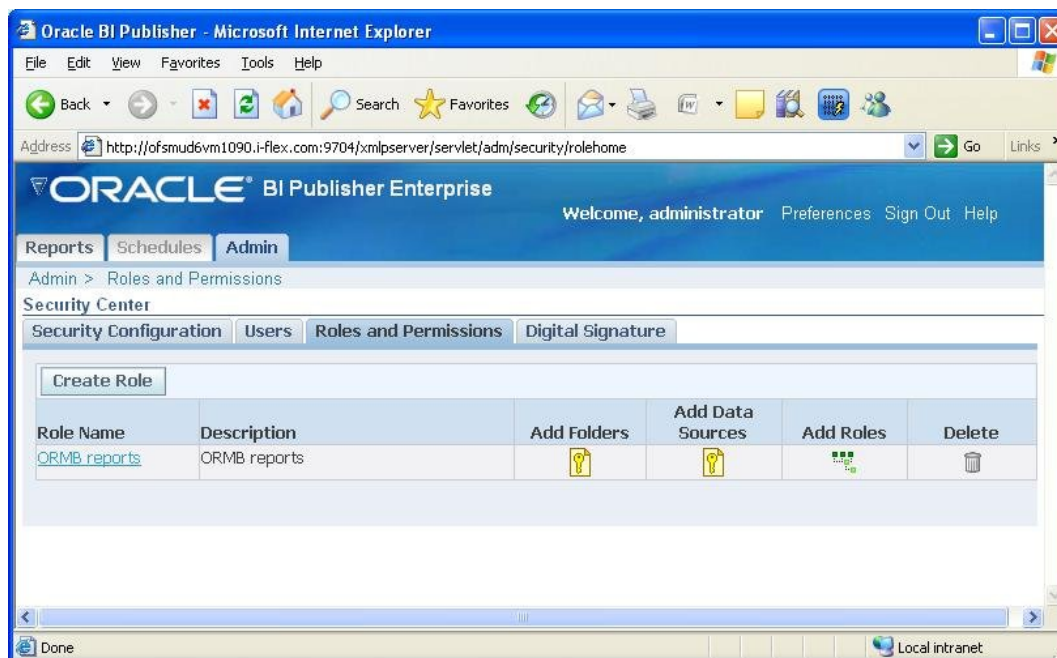 Oracle BI Publisher - Microsoft Internet Explorer
File Edit View Favorites Tools Help
Back Search Favorites
Address http://ofsmud6vm1090.i-flex.com:9704/xmlpserver/servlet/adm/security/rolehome Go Links
ORACLE® BI Publisher Enterprise
Welcome, administrator Preferences Sign Out Help
Reports Schedules Admin
Admin > Roles and Permissions
Security Center
Security Configuration Users Roles and Permissions Digital Signature
Create Role
Role Name Description Add Folders Add Data Sources Add Roles Delete
ORMB reports ORMB reports
Done Local intranet